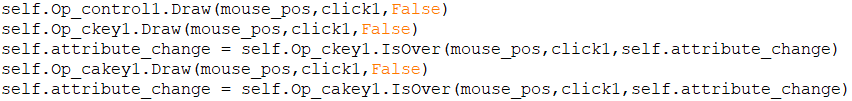 self.Op_control1.Draw(mouse_pos,click1,False)
self.Op_ckey1.Draw(mouse_pos,click1,False)
self.attribute_change = self.Op_ckey1.IsOver(mouse_pos,click1,self.attribute_change)
self.Op_cakey1.Draw(mouse_pos,click1,False)
self.attribute_change = self.Op_cakey1.IsOver(mouse_pos,click1,self.attribute_change)